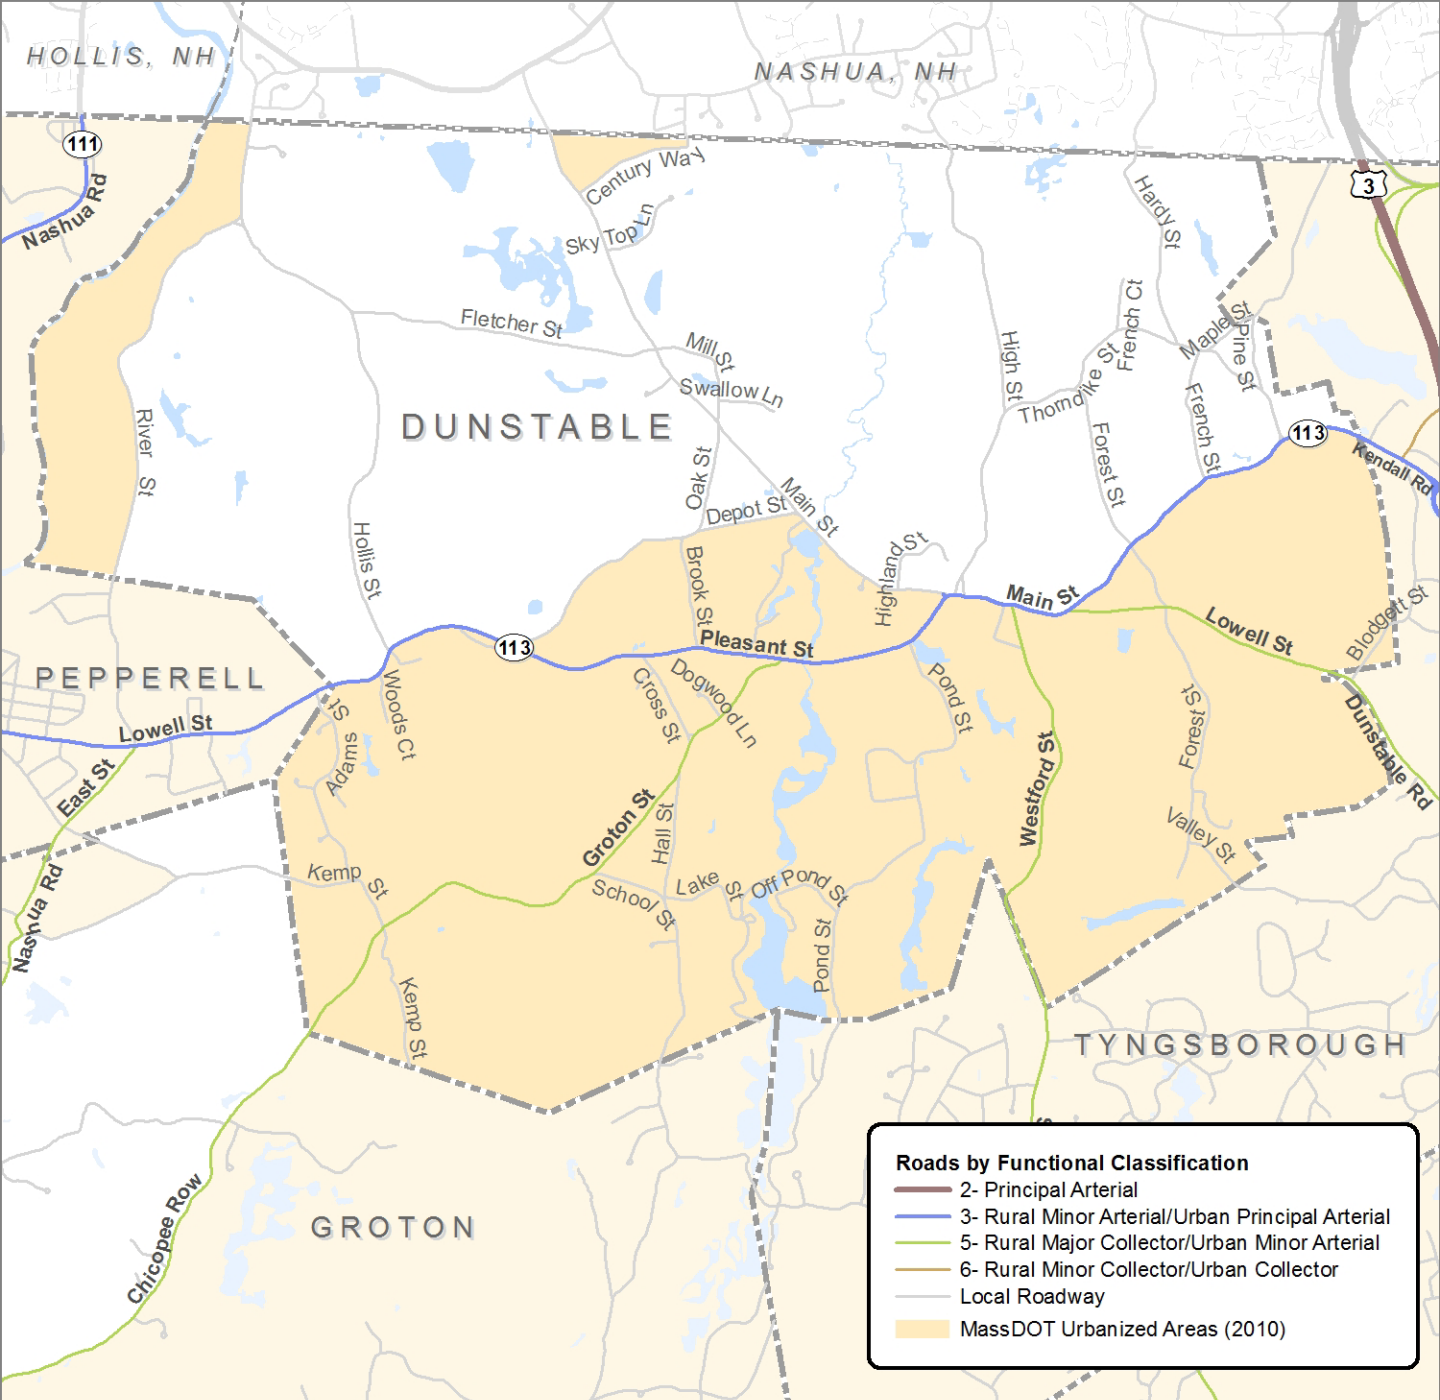 HOLLIS, NH
NASHUA, NH
111
Nashua Rd
3
Century Way
Sky Top Ln
Hardy St
Fletcher St
Mill St
Swallow Ln
High St
French Ct
Maple St
Pine St
Thorndike St
DUNSTABLE
River St
French St
113
Kendall Rd
Oak St
Forest St
Depot St
Main St
Hollis St
Highland St
Brook St
Main St
Lowell St
Blodgett St
113
Pleasant St
PEPPERELL
Woods Ct
Cross St
Dogwood Ln
Pond St
Forest St
Lowell St
Adams St
Dunstable Rd
East St
Westford St
Groton St
Hall St
Valley St
Nashua Rd
Kemp St
School St
Lake St
Off Pond St
Pond St
Kemp St
TYNGSBOROUGH
GROTON
Chicopee Row
Roads by Functional Classification
2- Principal Arterial
3- Rural Minor Arterial/Urban Principal Arterial
5- Rural Major Collector/Urban Minor Arterial
6- Rural Minor Collector/Urban Collector
Local Roadway
MassDOT Urbanized Areas (2010)